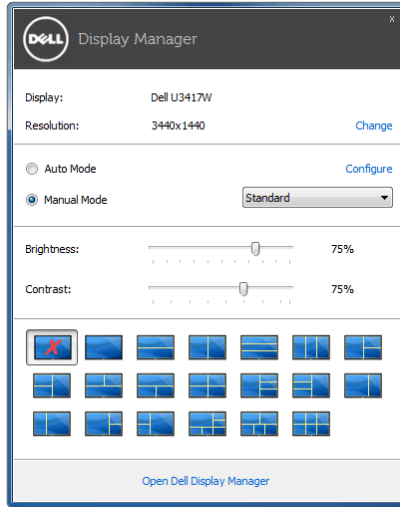 x
DELL Display Manager
Display: Dell U3417W
Resolution: 3440x1440 Change
Auto Mode Configure
Manual Mode Standard
Brightness: 75%
Contrast: 75%
X
Open Dell Display Manager